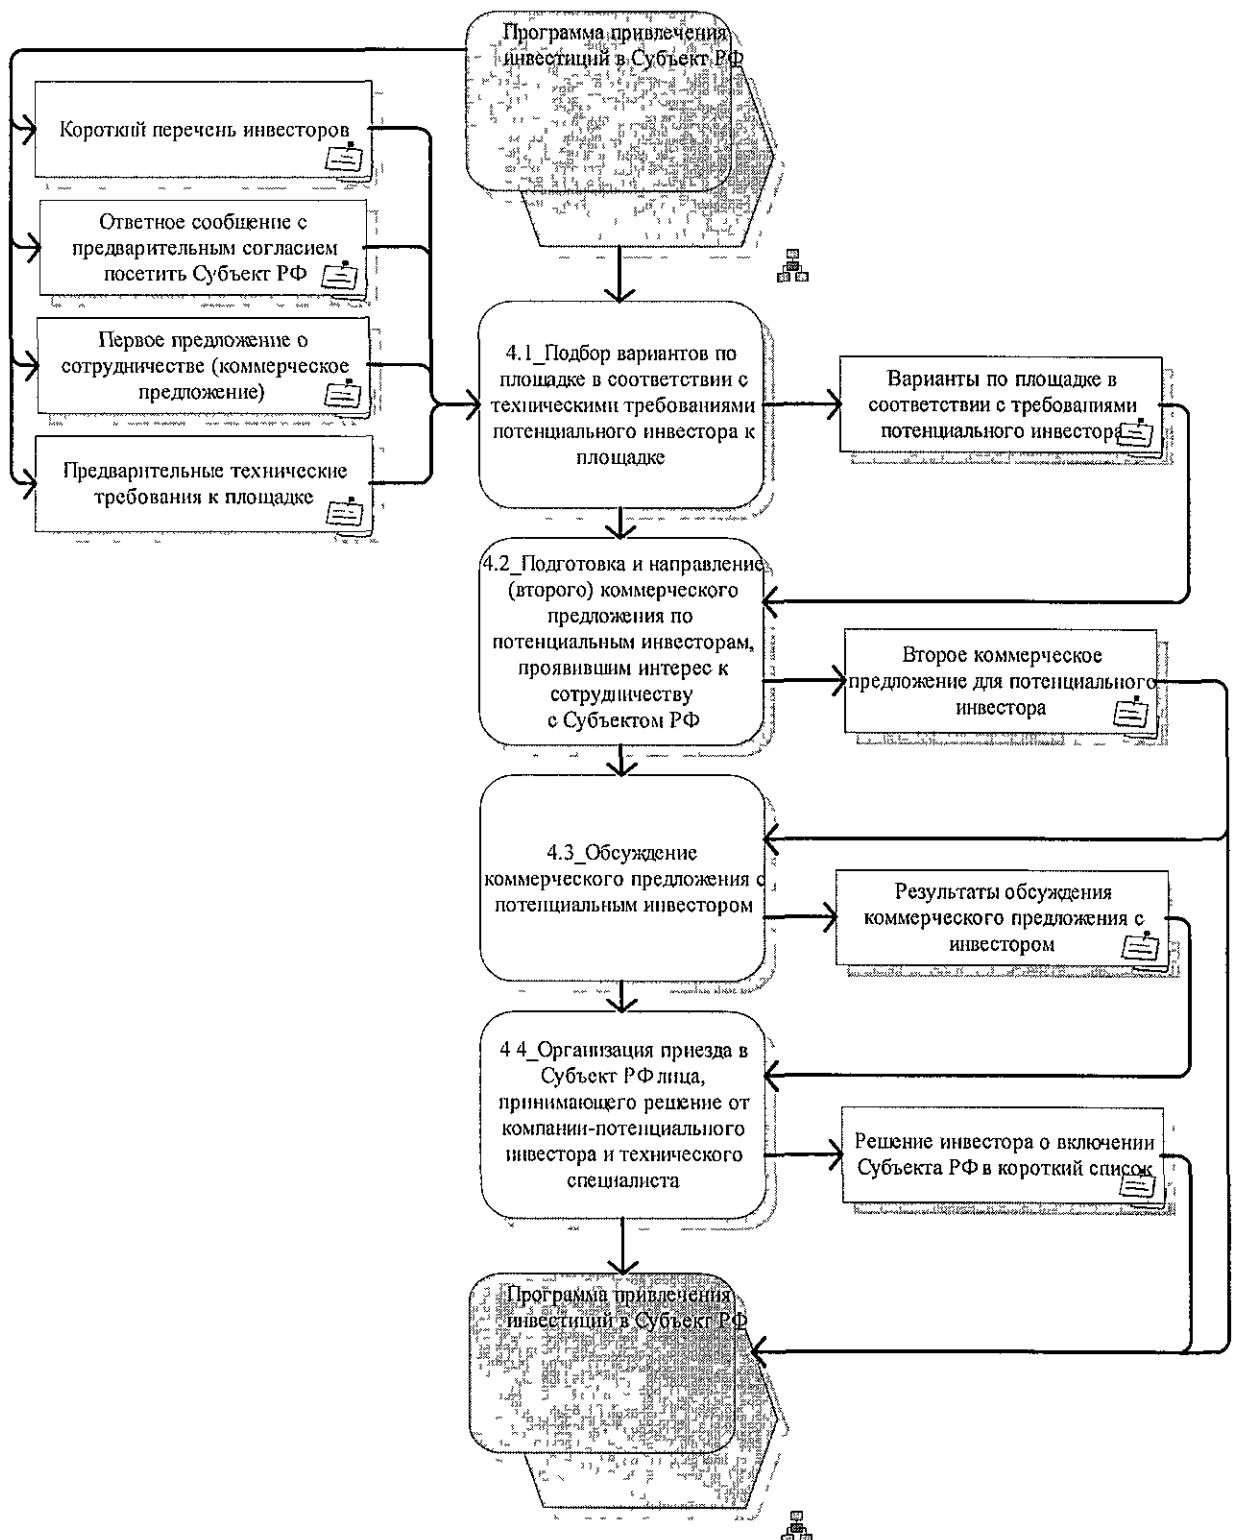 Программа привлечения
инвестиций в Субъект РФ
Короткий перечень инвесторов
Ответное сообщение с
предварительным согласием
посетить Субъект РФ
Первое предложение о
сотрудничестве (коммерческое
предложение)
Предварительные технические
требования к площадке
4.1_Подбор вариантов по
площадке в соответствии с
техническими требованиями
потенциального инвестора к
площадке
Варианты по площадке в
соответствии с требованиями
потенциального инвестора
4.2_Подготовка и направление
(второго) коммерческого
предложения по
потенциальным инвесторам,
проявившим интерес к
сотрудничеству
с Субъектом РФ
Второе коммерческое
предложение для потенциального
инвестора
4.3_Обсуждение
коммерческого предложения с
потенциальным инвестором
Результаты обсуждения
коммерческого предложения с
инвестором
4 4_Организация приезда в
Субъект РФ лица,
принимающего решение от
компании-потенциального
инвестора и технического
специалиста
Решение инвестора о включении
Субъекта РФ в короткий список
Программа привлечения
инвестиций в Субъект РФ